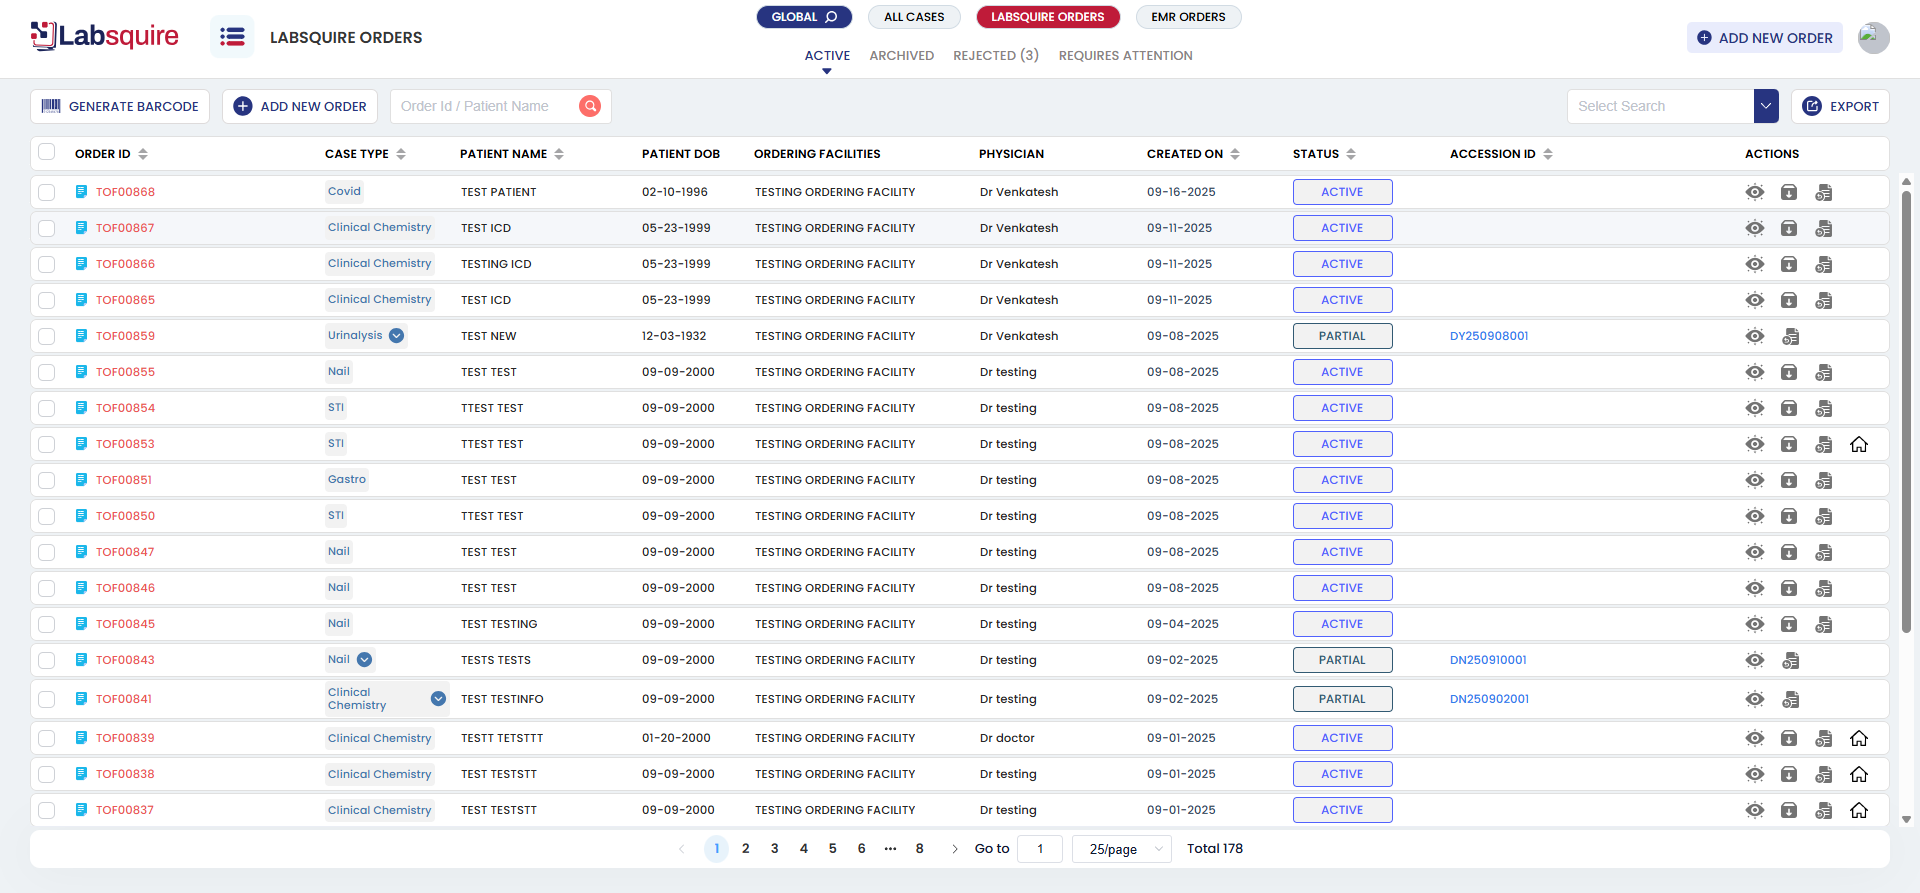 Labsquire
LABSQUIRE ORDERS
GLOBAL
ALL CASES
LABSQUIRE ORDERS
EMR ORDERS
ACTIVE
ARCHIVED
REJECTED (3)
REQUIRES ATTENTION
ADD NEW ORDER
GENERATE BARCODE
ADD NEW ORDER
Order Id / Patient Name
Select Search
EXPORT
ORDER ID CASE TYPE PATIENT NAME PATIENT DOB ORDERING FACILITIES PHYSICIAN CREATED ON STATUS ACCESSION ID ACTIONS
TOF00868 Covid TEST PATIENT 02-10-1996 TESTING ORDERING FACILITY Dr Venkatesh 09-16-2025 ACTIVE
TOF00867 Clinical Chemistry TEST ICD 05-23-1999 TESTING ORDERING FACILITY Dr Venkatesh 09-11-2025 ACTIVE
TOF00866 Clinical Chemistry TESTING ICD 05-23-1999 TESTING ORDERING FACILITY Dr Venkatesh 09-11-2025 ACTIVE
TOF00865 Clinical Chemistry TEST ICD 05-23-1999 TESTING ORDERING FACILITY Dr Venkatesh 09-11-2025 ACTIVE
TOF00859 Urinalysis TEST NEW 12-03-1932 TESTING ORDERING FACILITY Dr Venkatesh 09-08-2025 PARTIAL DY250908001
TOF00855 Nail TEST TEST 09-09-2000 TESTING ORDERING FACILITY Dr testing 09-08-2025 ACTIVE
TOF00854 STI TTEST TEST 09-09-2000 TESTING ORDERING FACILITY Dr testing 09-08-2025 ACTIVE
TOF00853 STI TTEST TEST 09-09-2000 TESTING ORDERING FACILITY Dr testing 09-08-2025 ACTIVE
TOF00851 Gastro TEST TEST 09-09-2000 TESTING ORDERING FACILITY Dr testing 09-08-2025 ACTIVE
TOF00850 STI TTEST TEST 09-09-2000 TESTING ORDERING FACILITY Dr testing 09-08-2025 ACTIVE
TOF00847 Nail TEST TEST 09-09-2000 TESTING ORDERING FACILITY Dr testing 09-08-2025 ACTIVE
TOF00846 Nail TEST TEST 09-09-2000 TESTING ORDERING FACILITY Dr testing 09-08-2025 ACTIVE
TOF00845 Nail TEST TESTING 09-09-2000 TESTING ORDERING FACILITY Dr testing 09-04-2025 ACTIVE
TOF00843 Nail TESTS TESTS 09-09-2000 TESTING ORDERING FACILITY Dr testing 09-02-2025 PARTIAL DN250910001
TOF00841 Clinical Chemistry TEST TESTINFO 09-09-2000 TESTING ORDERING FACILITY Dr testing 09-02-2025 PARTIAL DN250902001
TOF00839 Clinical Chemistry TESTT TETSTTT 01-20-2000 TESTING ORDERING FACILITY Dr doctor 09-01-2025 ACTIVE
TOF00838 Clinical Chemistry TEST TESTSTT 09-09-2000 TESTING ORDERING FACILITY Dr testing 09-01-2025 ACTIVE
TOF00837 Clinical Chemistry TEST TESTSTT 09-09-2000 TESTING ORDERING FACILITY Dr testing 09-01-2025 ACTIVE
1 2 3 4 5 6 ••• 8 Go to 1 25/page Total 178